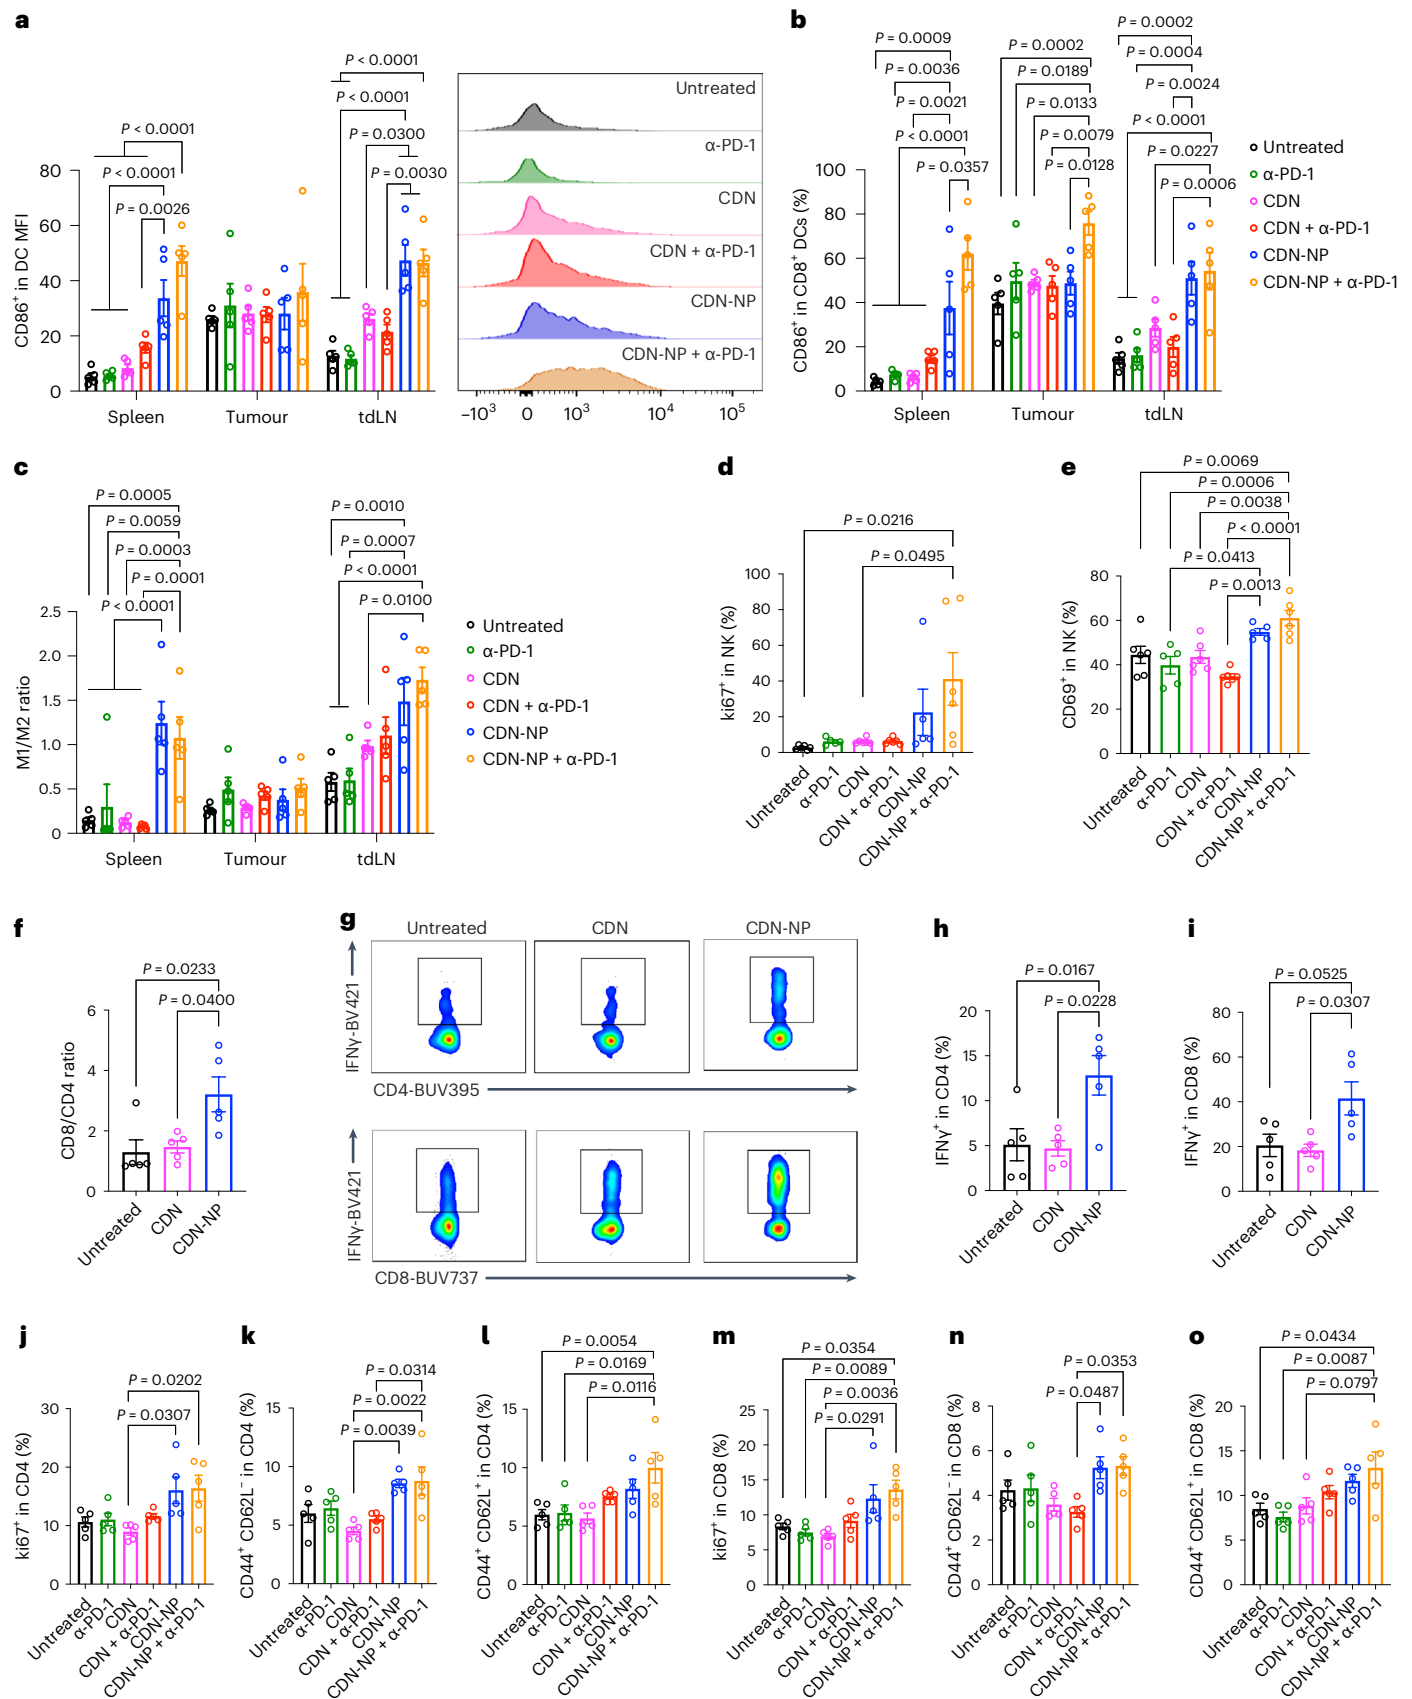 a
P < 0.0001
P < 0.0001
P = 0.0300
P = 0.0030
P < 0.0001
P < 0.0001
P = 0.0026
CD86+ in DC MFI
80
60
40
20
0
Spleen
Tumour
tdLN
Untreated
α-PD-1
CDN
CDN + α-PD-1
CDN-NP
CDN-NP + α-PD-1
−10³
0
10³
10⁴
10⁵
b
P = 0.0009
P = 0.0036
P = 0.0021
P < 0.0001
P = 0.0357
P = 0.0002
P = 0.0189
P = 0.0133
P = 0.0079
P = 0.0128
P = 0.0002
P = 0.0004
P = 0.0024
P < 0.0001
P = 0.0227
P = 0.0006
CD86⁺ in CD8⁺ DCs (%)
100
80
60
40
20
0
Spleen
Tumour
tdLN
Untreated
α-PD-1
CDN
CDN + α-PD-1
CDN-NP
CDN-NP + α-PD-1
c
P = 0.0005
P = 0.0059
P = 0.0003
P = 0.0001
P < 0.0001
P = 0.0010
P = 0.0007
P < 0.0001
P = 0.0100
M1/M2 ratio
2.5
2.0
1.5
1.0
0.5
0
Spleen
Tumour
tdLN
Untreated
α-PD-1
CDN
CDN + α-PD-1
CDN-NP
CDN-NP + α-PD-1
d
P = 0.0216
P = 0.0495
ki67⁺ in NK (%)
100
80
60
40
20
0
Untreated
α-PD-1
CDN
CDN + α-PD-1
CDN-NP
CDN-NP + α-PD-1
e
P = 0.0069
P = 0.0006
P = 0.0038
P < 0.0001
P = 0.0413
P = 0.0013
CD69⁺ in NK (%)
80
60
40
20
0
Untreated
α-PD-1
CDN
CDN + α-PD-1
CDN-NP
CDN-NP + α-PD-1
f
P = 0.0233
P = 0.0400
CD8/CD4 ratio
6
4
2
0
Untreated
CDN
CDN-NP
g
Untreated
CDN
CDN-NP
IFNγ-BV421
CD4-BUV395
IFNγ-BV421
CD8-BUV737
h
P = 0.0167
P = 0.0228
IFNγ⁺ in CD4 (%)
20
15
10
5
0
Untreated
CDN
CDN-NP
i
P = 0.0525
P = 0.0307
IFNγ⁺ in CD8 (%)
80
60
40
20
0
Untreated
CDN
CDN-NP
j
P = 0.0202
P = 0.0307
ki67⁺ in CD4 (%)
30
20
10
0
Untreated
α-PD-1
CDN
CDN + α-PD-1
CDN-NP
CDN-NP + α-PD-1
k
P = 0.0314
P = 0.0022
P = 0.0039
CD44⁺ CD62L⁻ in CD4 (%)
15
10
5
0
Untreated
α-PD-1
CDN
CDN + α-PD-1
CDN-NP
CDN-NP + α-PD-1
l
P = 0.0054
P = 0.0169
P = 0.0116
CD44⁺ CD62L⁺ in CD4 (%)
15
10
5
0
Untreated
α-PD-1
CDN
CDN + α-PD-1
CDN-NP
CDN-NP + α-PD-1
m
P = 0.0354
P = 0.0089
P = 0.0036
P = 0.0291
ki67⁺ in CD8 (%)
25
20
15
10
5
0
Untreated
α-PD-1
CDN
CDN + α-PD-1
CDN-NP
CDN-NP + α-PD-1
n
P = 0.0353
P = 0.0487
CD44⁺ CD62L⁻ in CD8 (%)
8
6
4
2
0
Untreated
α-PD-1
CDN
CDN + α-PD-1
CDN-NP
CDN-NP + α-PD-1
o
P = 0.0434
P = 0.0087
P = 0.0797
CD44⁺ CD62L⁺ in CD8 (%)
20
15
10
5
0
Untreated
α-PD-1
CDN
CDN + α-PD-1
CDN-NP
CDN-NP + α-PD-1